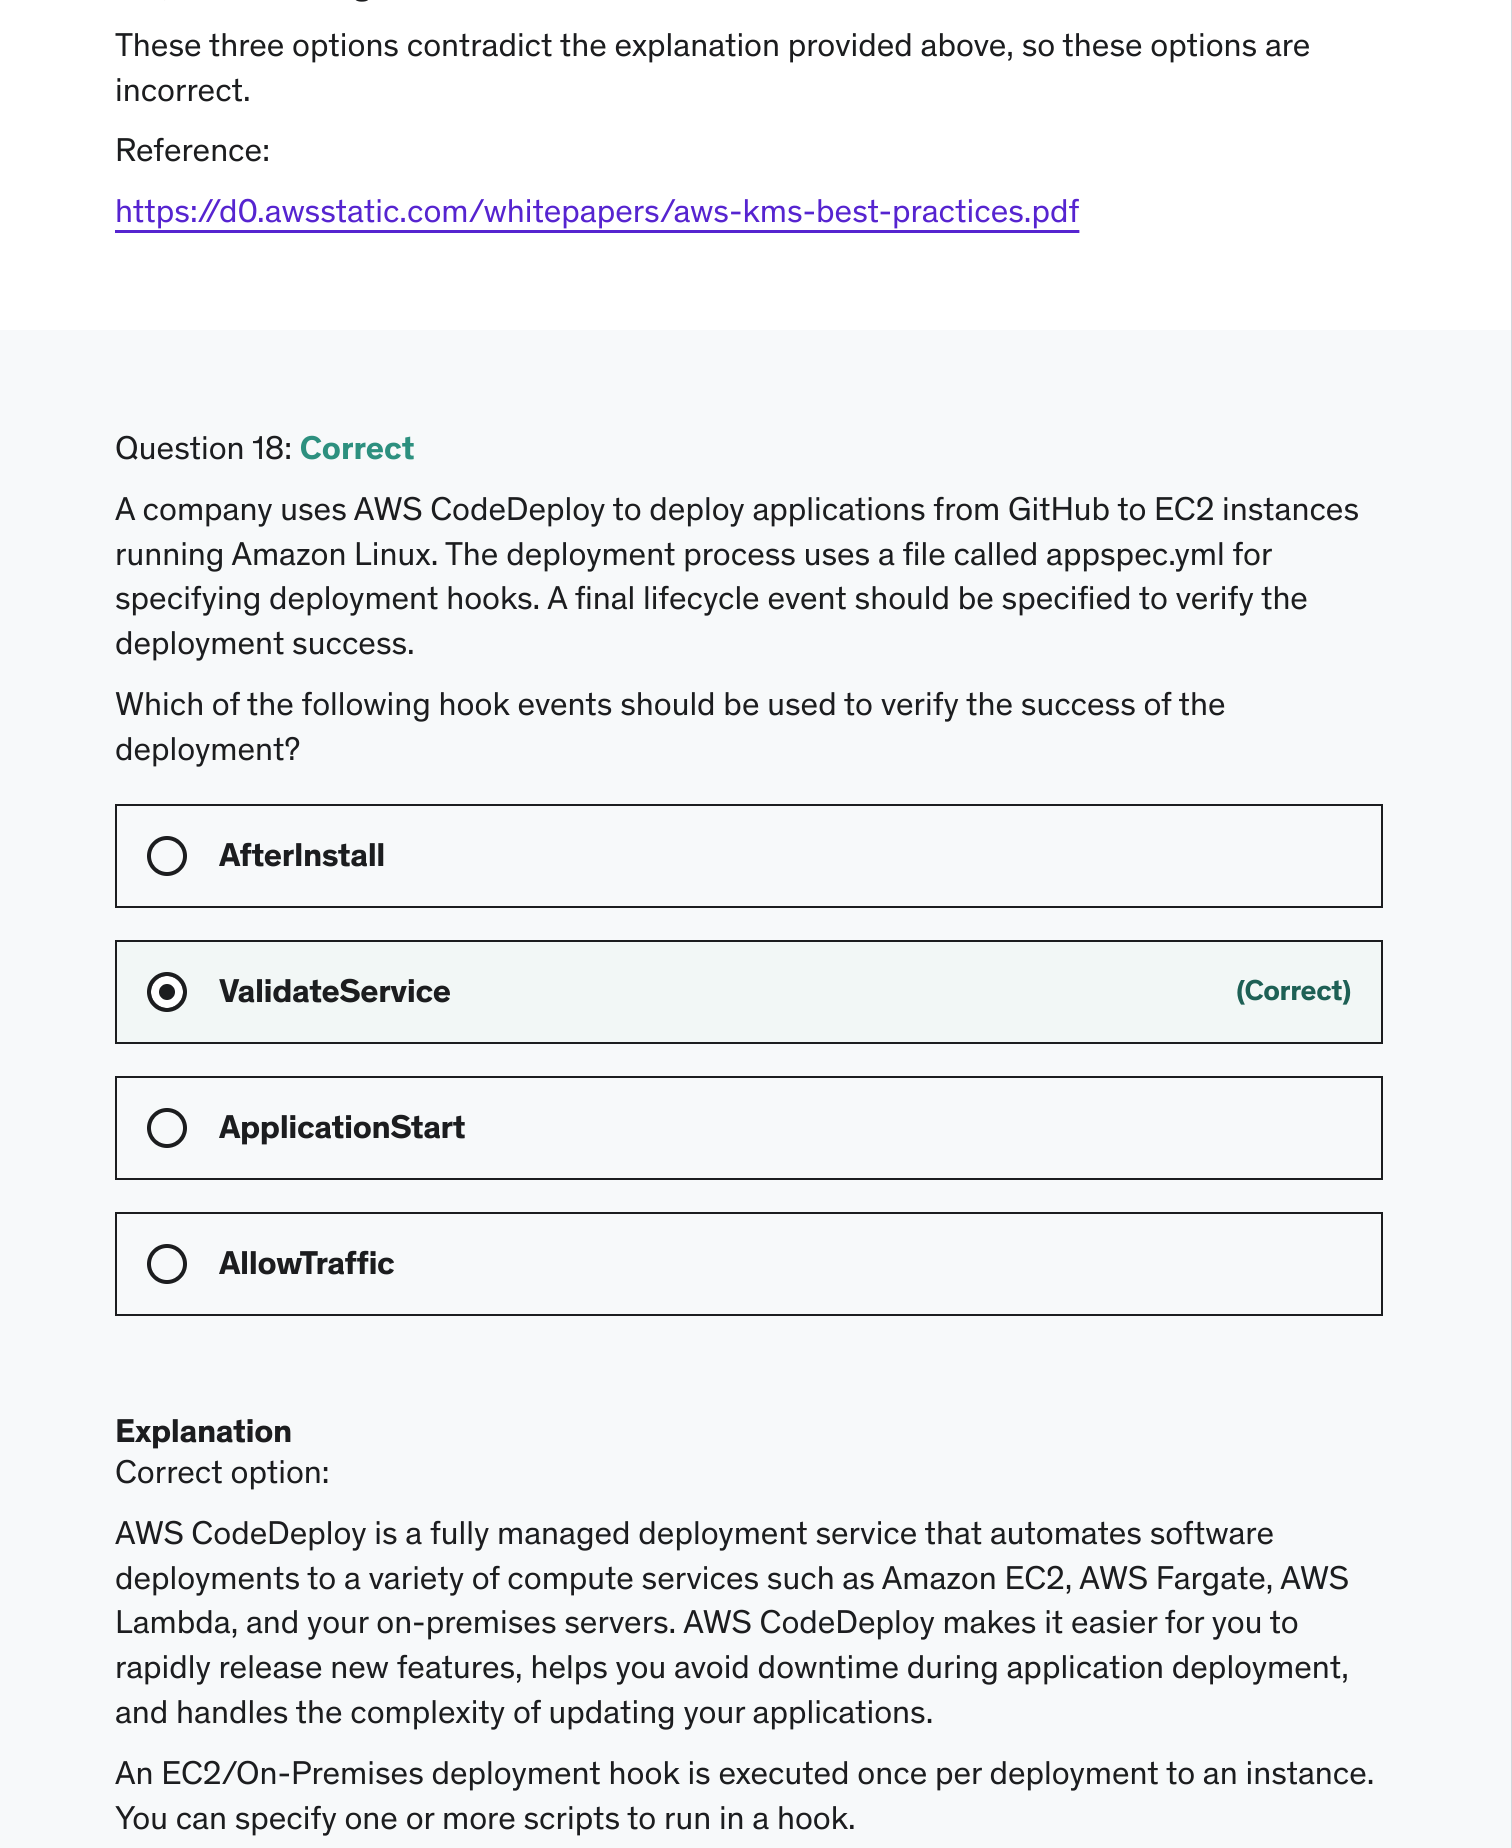 These three options contradict the explanation provided above, so these options are
incorrect.
Reference:
https://d0.awsstatic.com/whitepapers/aws-kms-best-practices.pdf
Question 18: Correct
A company uses AWS CodeDeploy to deploy applications from GitHub to EC2 instances
running Amazon Linux. The deployment process uses a file called appspec.yml for
specifying deployment hooks. A final lifecycle event should be specified to verify the
deployment success.
Which of the following hook events should be used to verify the success of the
deployment?
AfterInstall
ValidateService (Correct)
ApplicationStart
AllowTraffic
Explanation
Correct option:
AWS CodeDeploy is a fully managed deployment service that automates software
deployments to a variety of compute services such as Amazon EC2, AWS Fargate, AWS
Lambda, and your on-premises servers. AWS CodeDeploy makes it easier for you to
rapidly release new features, helps you avoid downtime during application deployment,
and handles the complexity of updating your applications.
An EC2/On-Premises deployment hook is executed once per deployment to an instance.
You can specify one or more scripts to run in a hook.